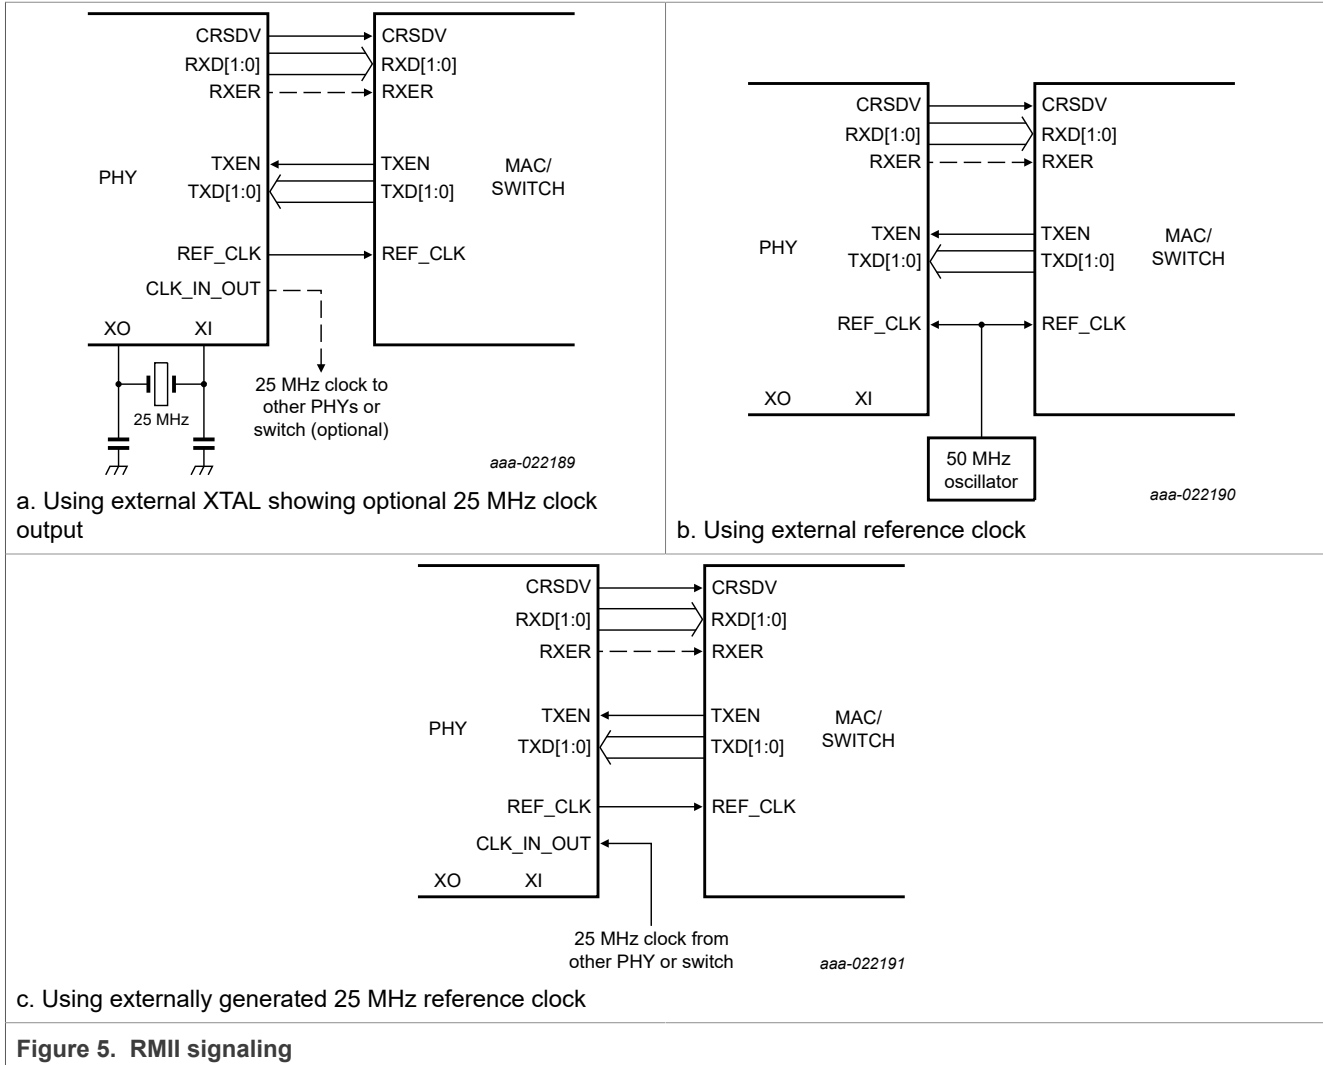 CRSDV CRSDV
RXD[1:0] RXD[1:0]
RXER RXER
TXEN TXEN
PHY
MAC/
SWITCH
TXD[1:0] TXD[1:0]
REF_CLK REF_CLK
CLK_IN_OUT
XO XI
25 MHz
25 MHz clock to
other PHYs or
switch (optional)
aaa-022189
a. Using external XTAL showing optional 25 MHz clock
output
CRSDV CRSDV
RXD[1:0] RXD[1:0]
RXER RXER
TXEN TXEN
PHY
MAC/
SWITCH
TXD[1:0] TXD[1:0]
REF_CLK REF_CLK
XO XI
50 MHz
oscillator
aaa-022190
b. Using external reference clock
CRSDV CRSDV
RXD[1:0] RXD[1:0]
RXER RXER
TXEN TXEN
PHY
MAC/
SWITCH
TXD[1:0] TXD[1:0]
REF_CLK REF_CLK
CLK_IN_OUT
XO XI
25 MHz clock from
other PHY or switch
aaa-022191
c. Using externally generated 25 MHz reference clock
Figure 5. RMII signaling